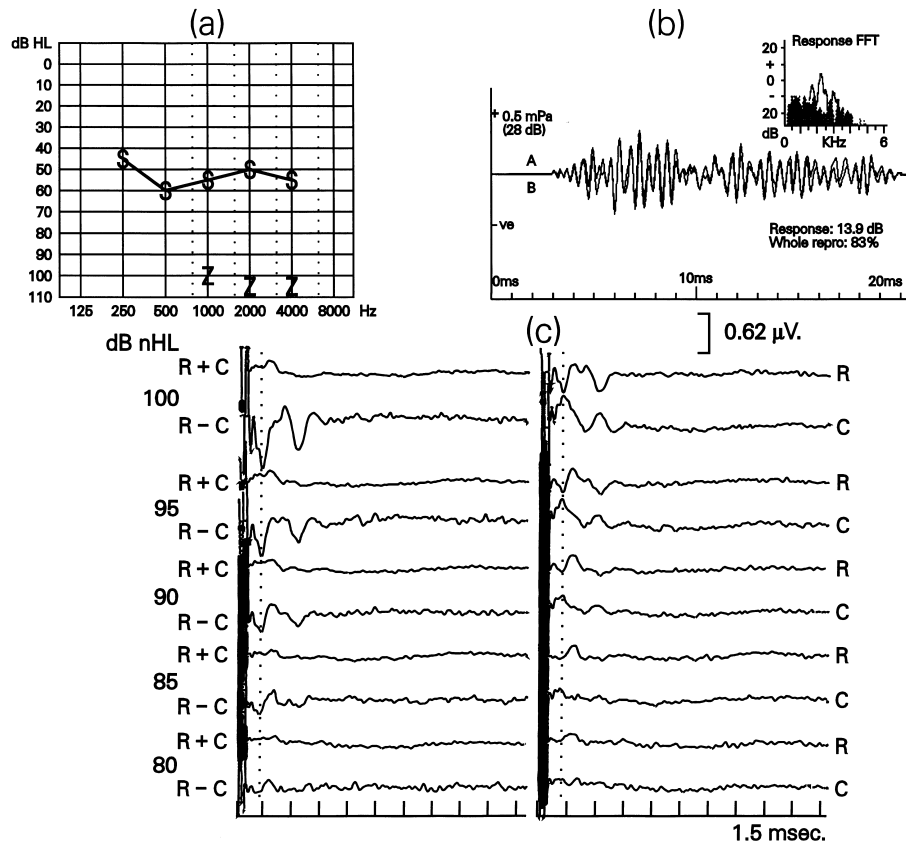 (a)
dB HL
0
10
20
30
40
50
60
70
80
90
100
110
S S S S S
Z Z Z
125 250 500 1000 2000 4000 8000 Hz
(b)
Response FFT
20
+
0
−
20
dB
0 KHz 6
+ 0.5 mPa
(28 dB)
A
B
-ve
Response: 13.9 dB
Whole repro: 83%
0ms 10ms 20ms
(c)
0.62 µV.
dB nHL
R + C R
100
R − C C
R + C R
95
R − C C
R + C R
90
R − C C
R + C R
85
R − C C
R + C R
80
R − C C
1.5 msec.